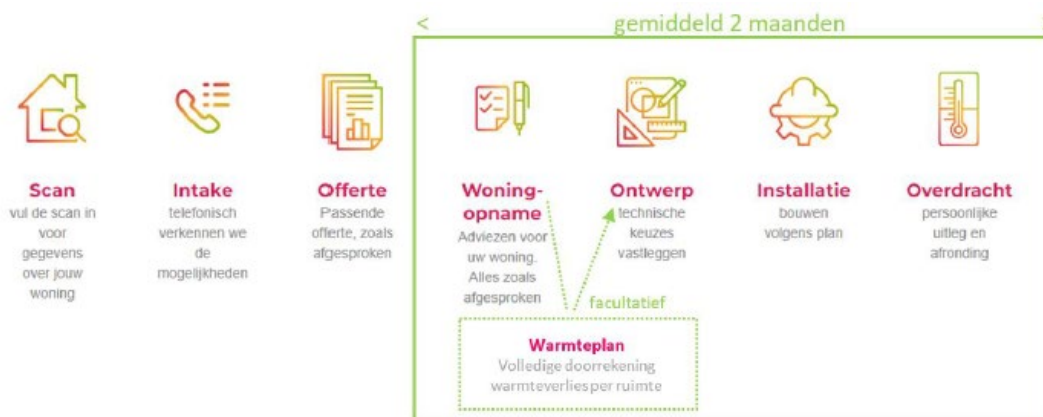 < gemiddeld 2 maanden
Scan
vul de scan in
voor
gegevens
over jouw
woning
Intake
telefonisch
verkennen we
de
mogelijkheden
Offerte
Passende
offerte, zoals
afgesproken
Woning-
opname
Adviezen voor
uw woning.
Alles zoals
afgesproken
Ontwerp
technische
keuzes
vastleggen
Installatie
bouwen
volgens plan
Overdracht
persoonlijke
uitleg en
afronding
facultatief
Warmteplan
Volledige doorrekening
warmteverlies per ruimte